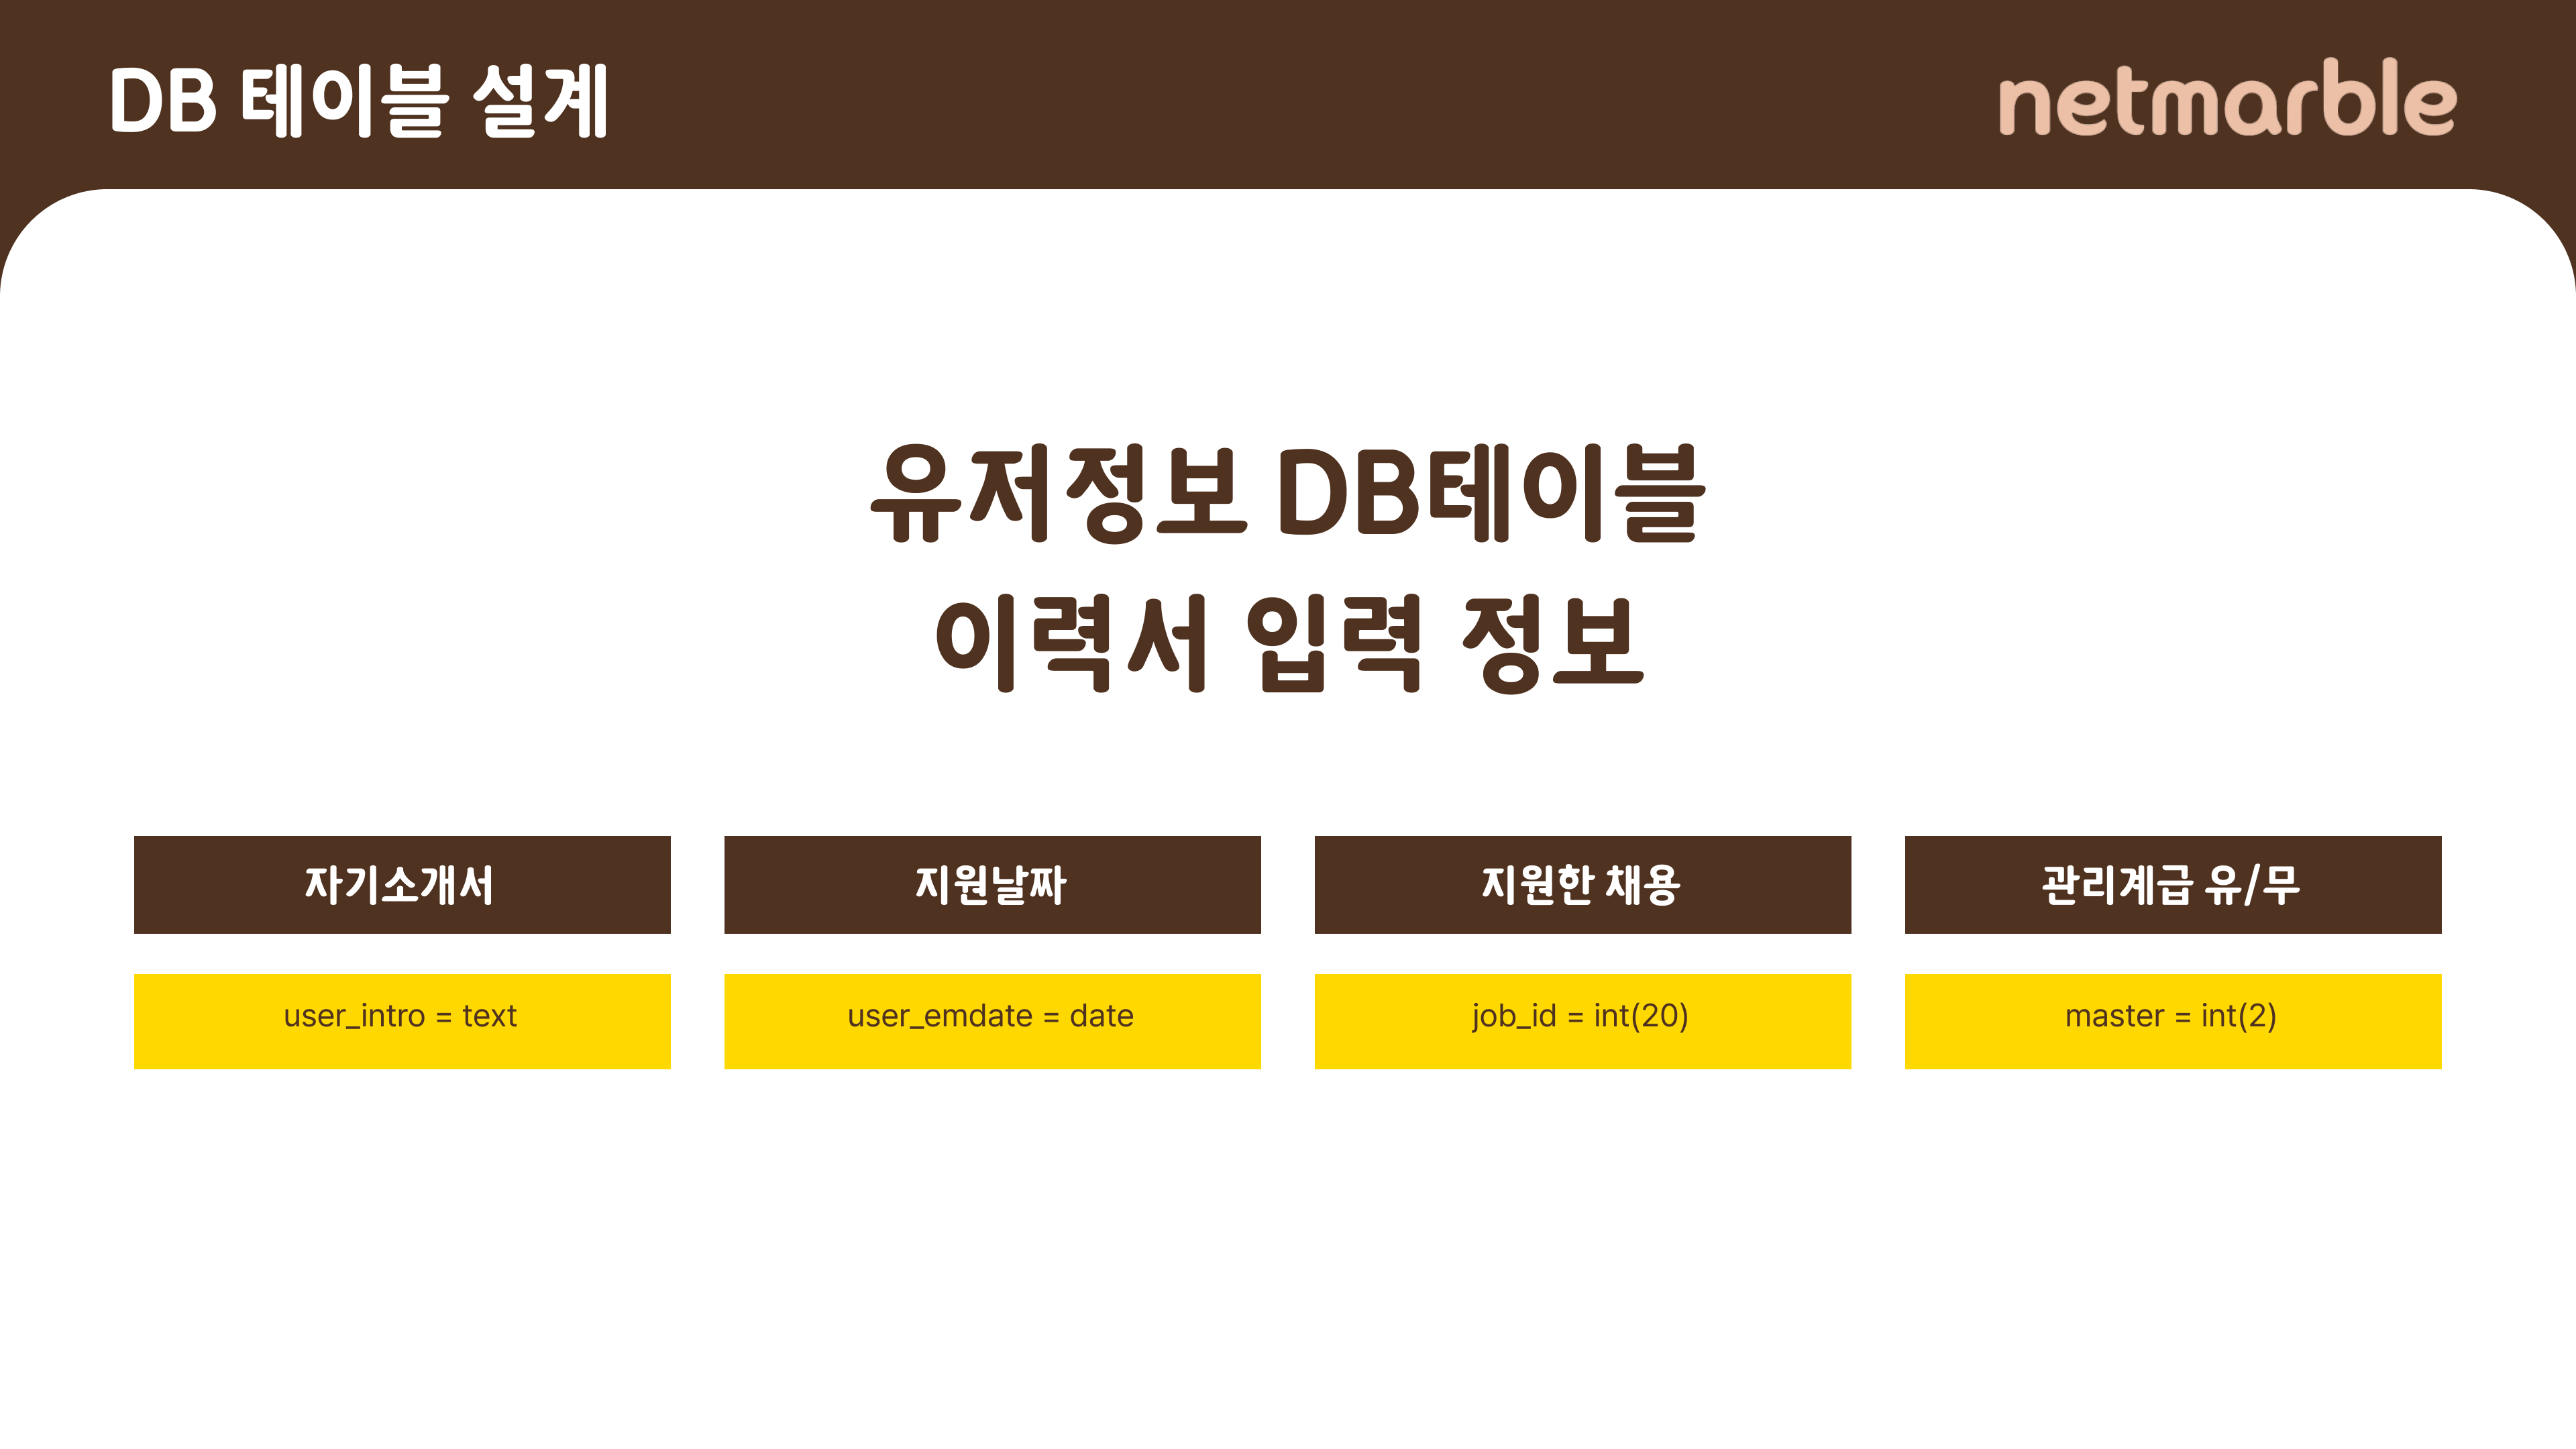 DB 테이블 설계
netmarble
유저정보 DB테이블
이력서 입력 정보
자기소개서
지원날짜
지원한 채용
관리계급 유/무
user_intro = text
user_emdate = date
job_id = int(20)
master = int(2)